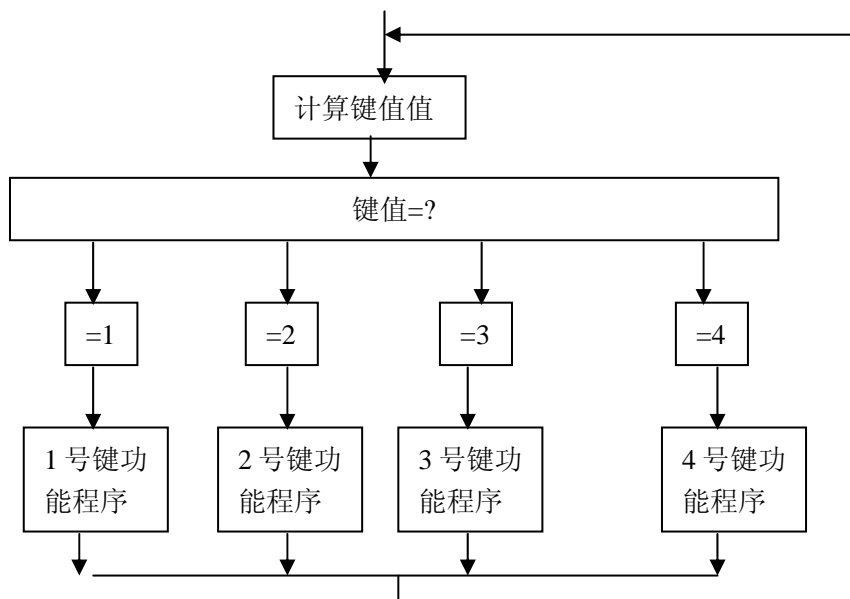 计算键值值
键值=?
=1
=2
=3
=4
1 号键功
能程序
2 号键功
能程序
3 号键功
能程序
4 号键功
能程序